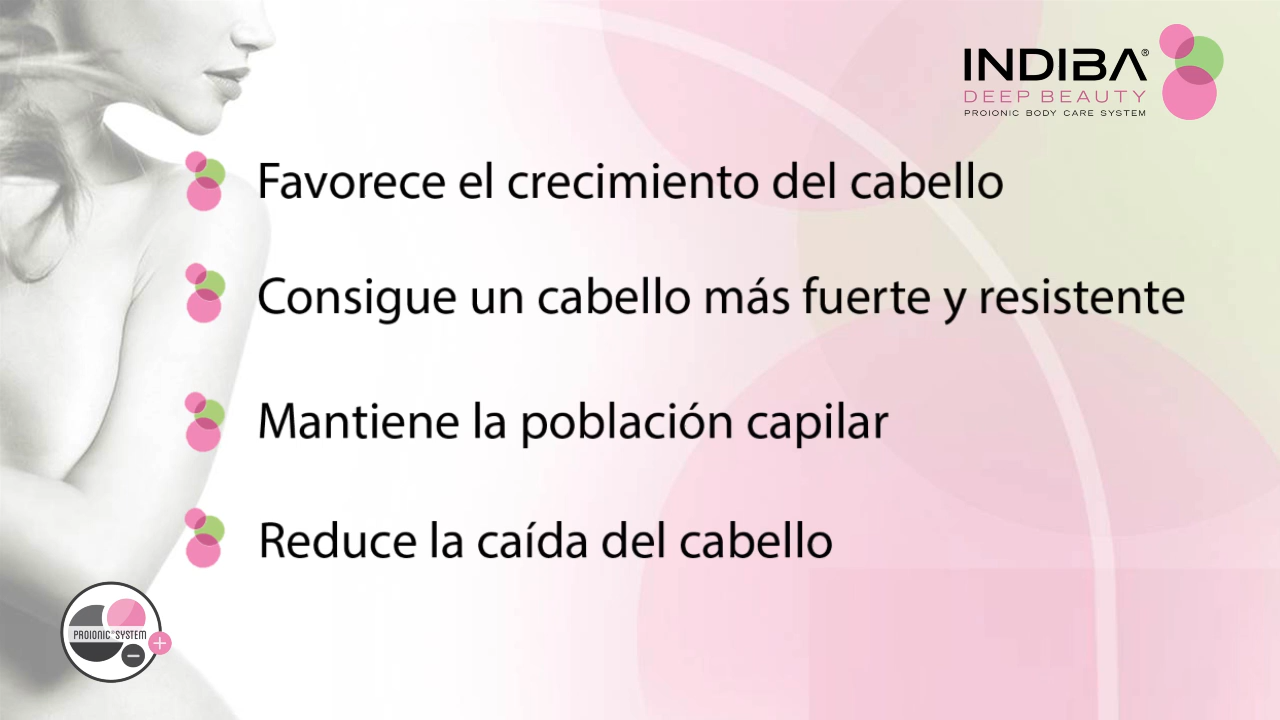 INDIBA®
DEEP BEAUTY
PROIONIC BODY CARE SYSTEM
Favorece el crecimiento del cabello
Consigue un cabello más fuerte y resistente
Mantiene la población capilar
Reduce la caída del cabello
PROIONIC® SYSTEM